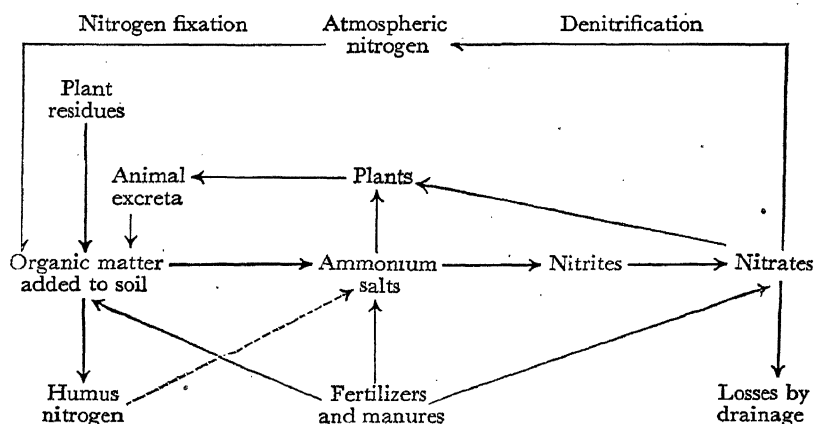 Nitrogen fixation
Atmospheric
nitrogen
Denitrification
Plant
residues
Animal
excreta
Plants
Organic matter
added to soil
Ammonium
salts
Nitrites
Nitrates
Humus
nitrogen
Fertilizers
and manures
Losses by
drainage